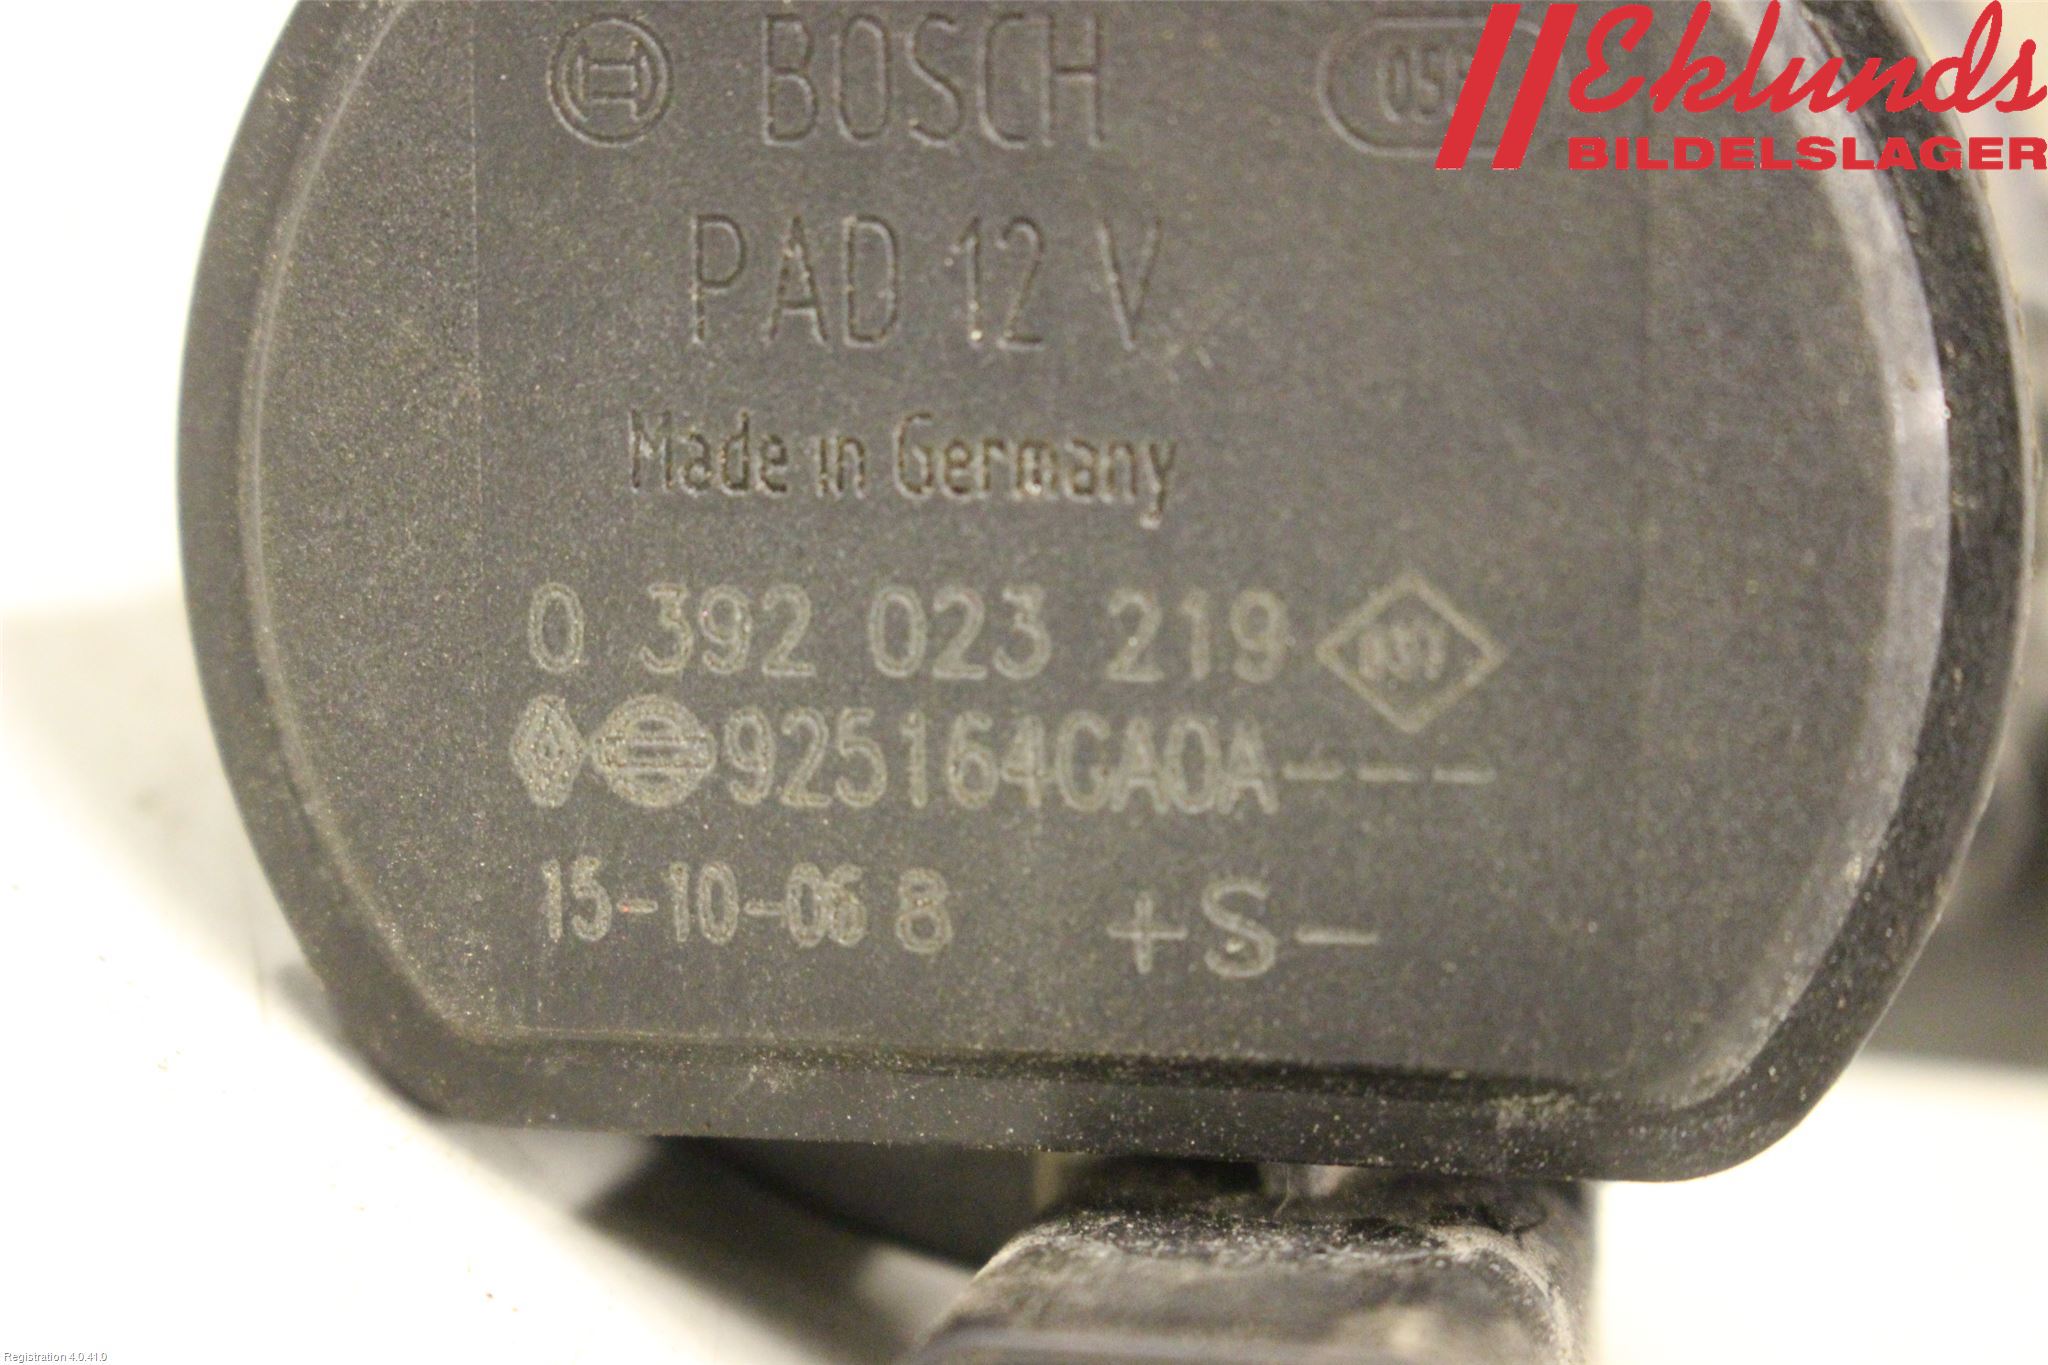 BOSCH
Eklunds
BILDELSLAGER
PAD 12 V
Made in Germany
0 392 023 219
925164GA0A---
15-10-06 8 +S-
Registration 4.0.41.0